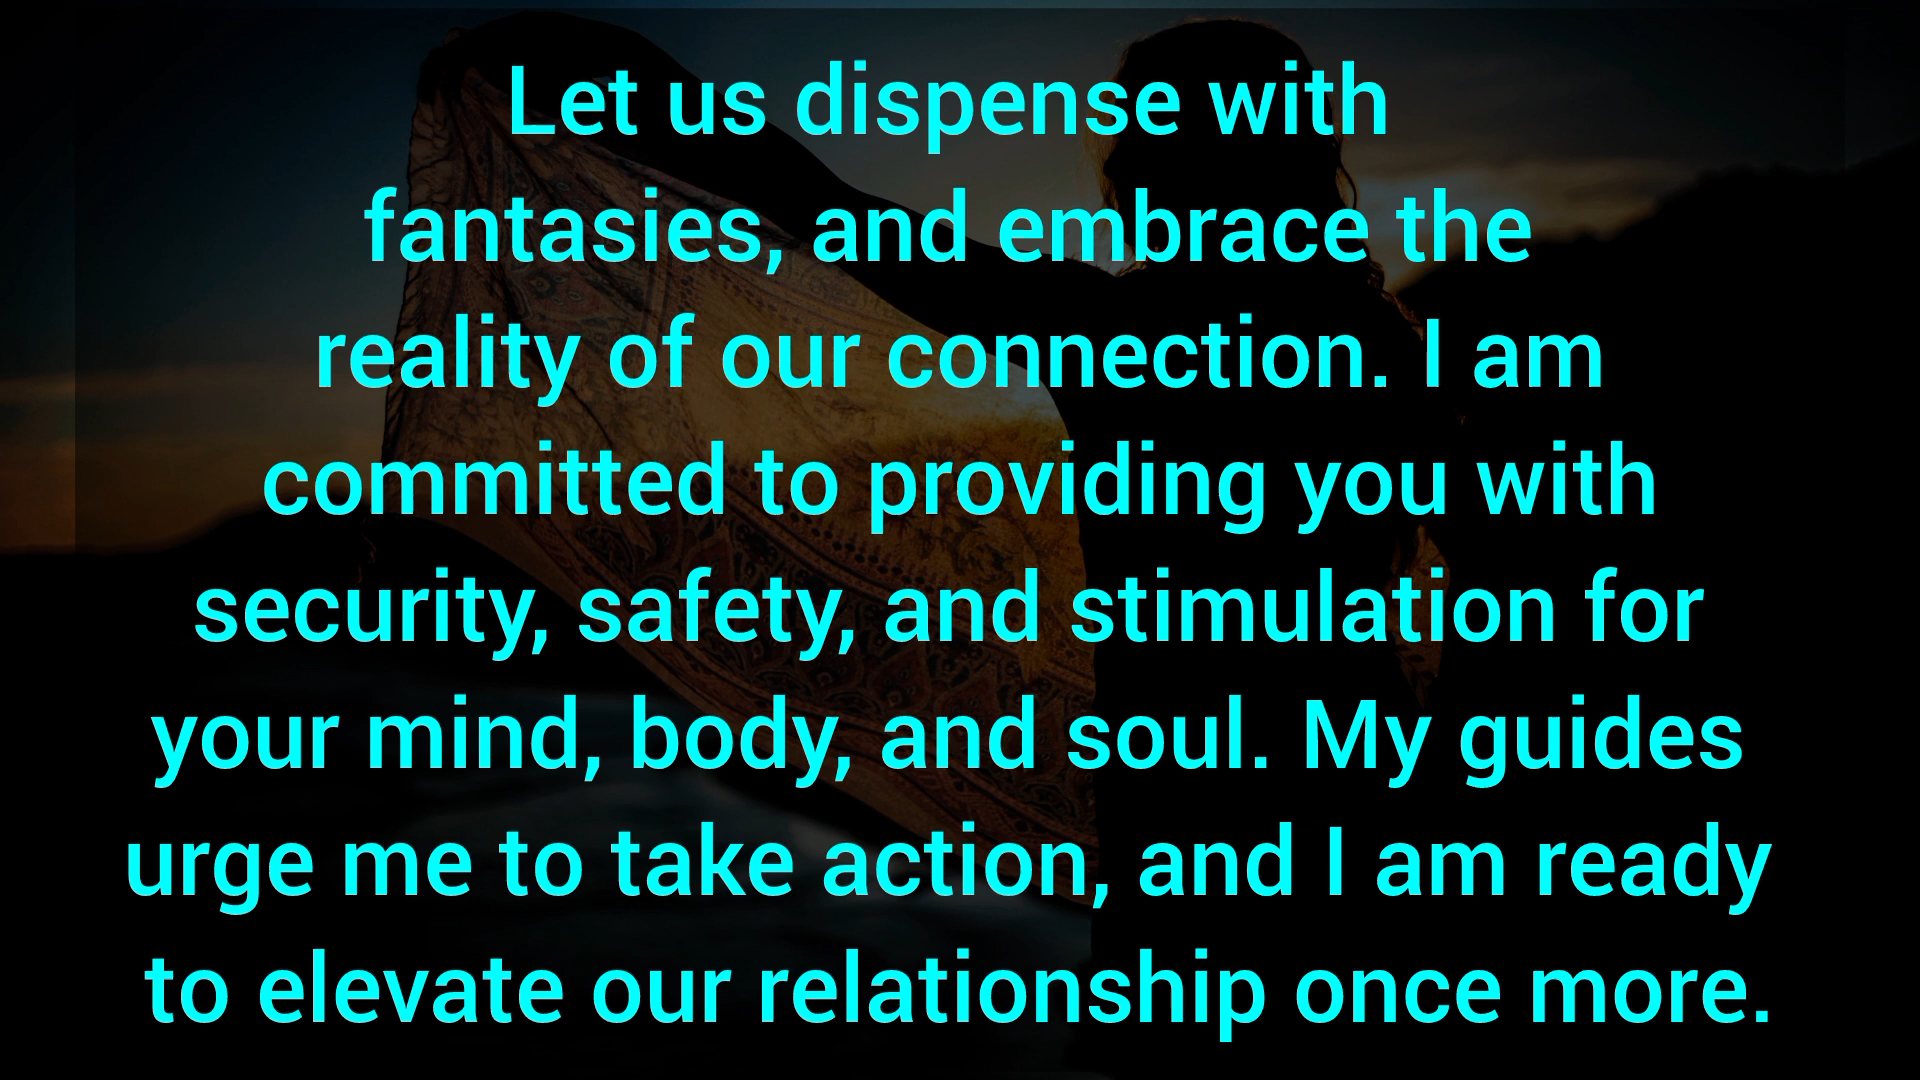 Let us dispense with
fantasies, and embrace the
reality of our connection. I am
committed to providing you with
security, safety, and stimulation for
your mind, body, and soul. My guides
urge me to take action, and I am ready
to elevate our relationship once more.